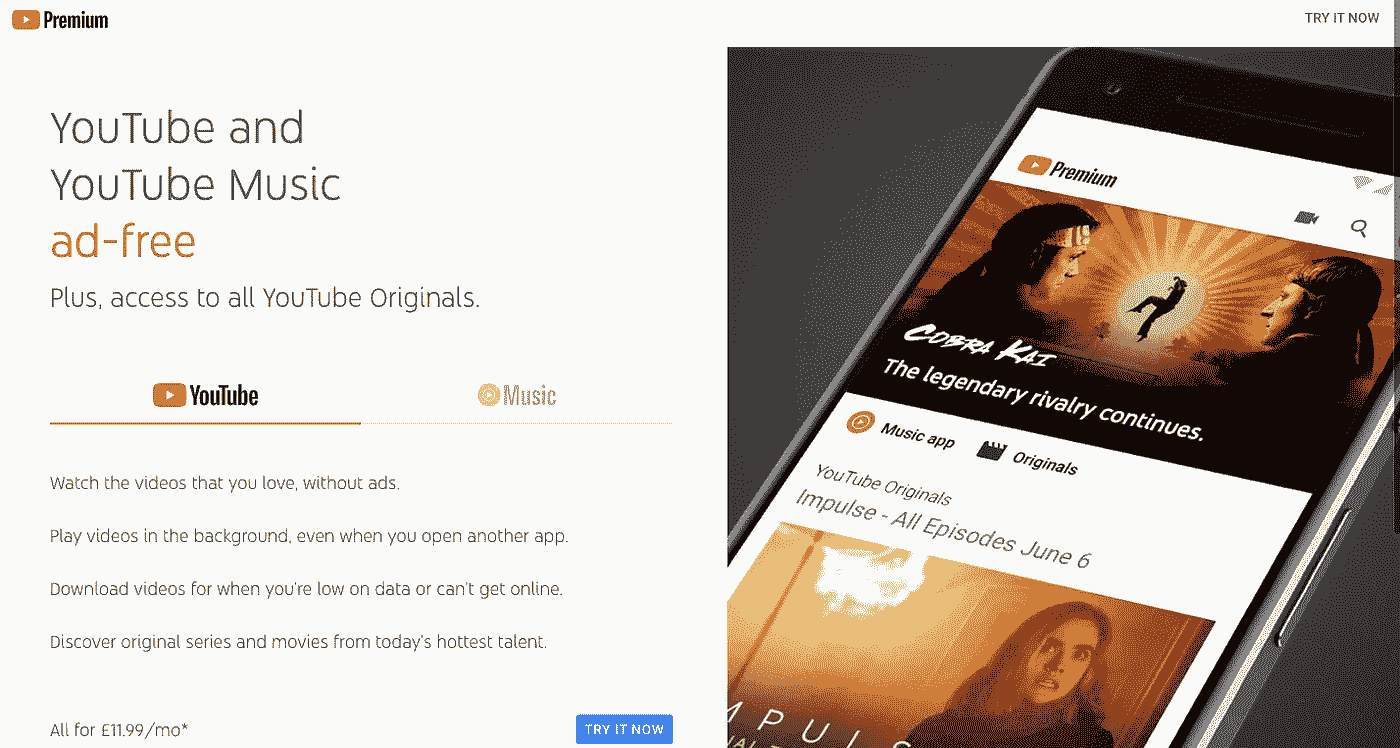 Premium
TRY IT NOW
YouTube and
YouTube Music
ad-free
Plus, access to all YouTube Originals.
YouTube
Music
Watch the videos that you love, without ads.
Play videos in the background, even when you open another app.
Download videos for when you're low on data or can't get online.
Discover original series and movies from today's hottest talent.
All for £11.99/mo*
TRY IT NOW
Premium
COBRA KAI
The legendary rivalry continues.
Music app
Originals
YouTube Originals
Impulse - All Episodes June 6